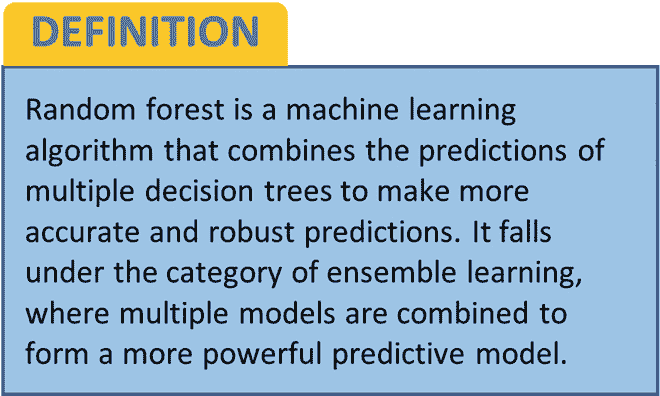 DEFINITION
Random forest is a machine learning
algorithm that combines the predictions of
multiple decision trees to make more
accurate and robust predictions. It falls
under the category of ensemble learning,
where multiple models are combined to
form a more powerful predictive model.